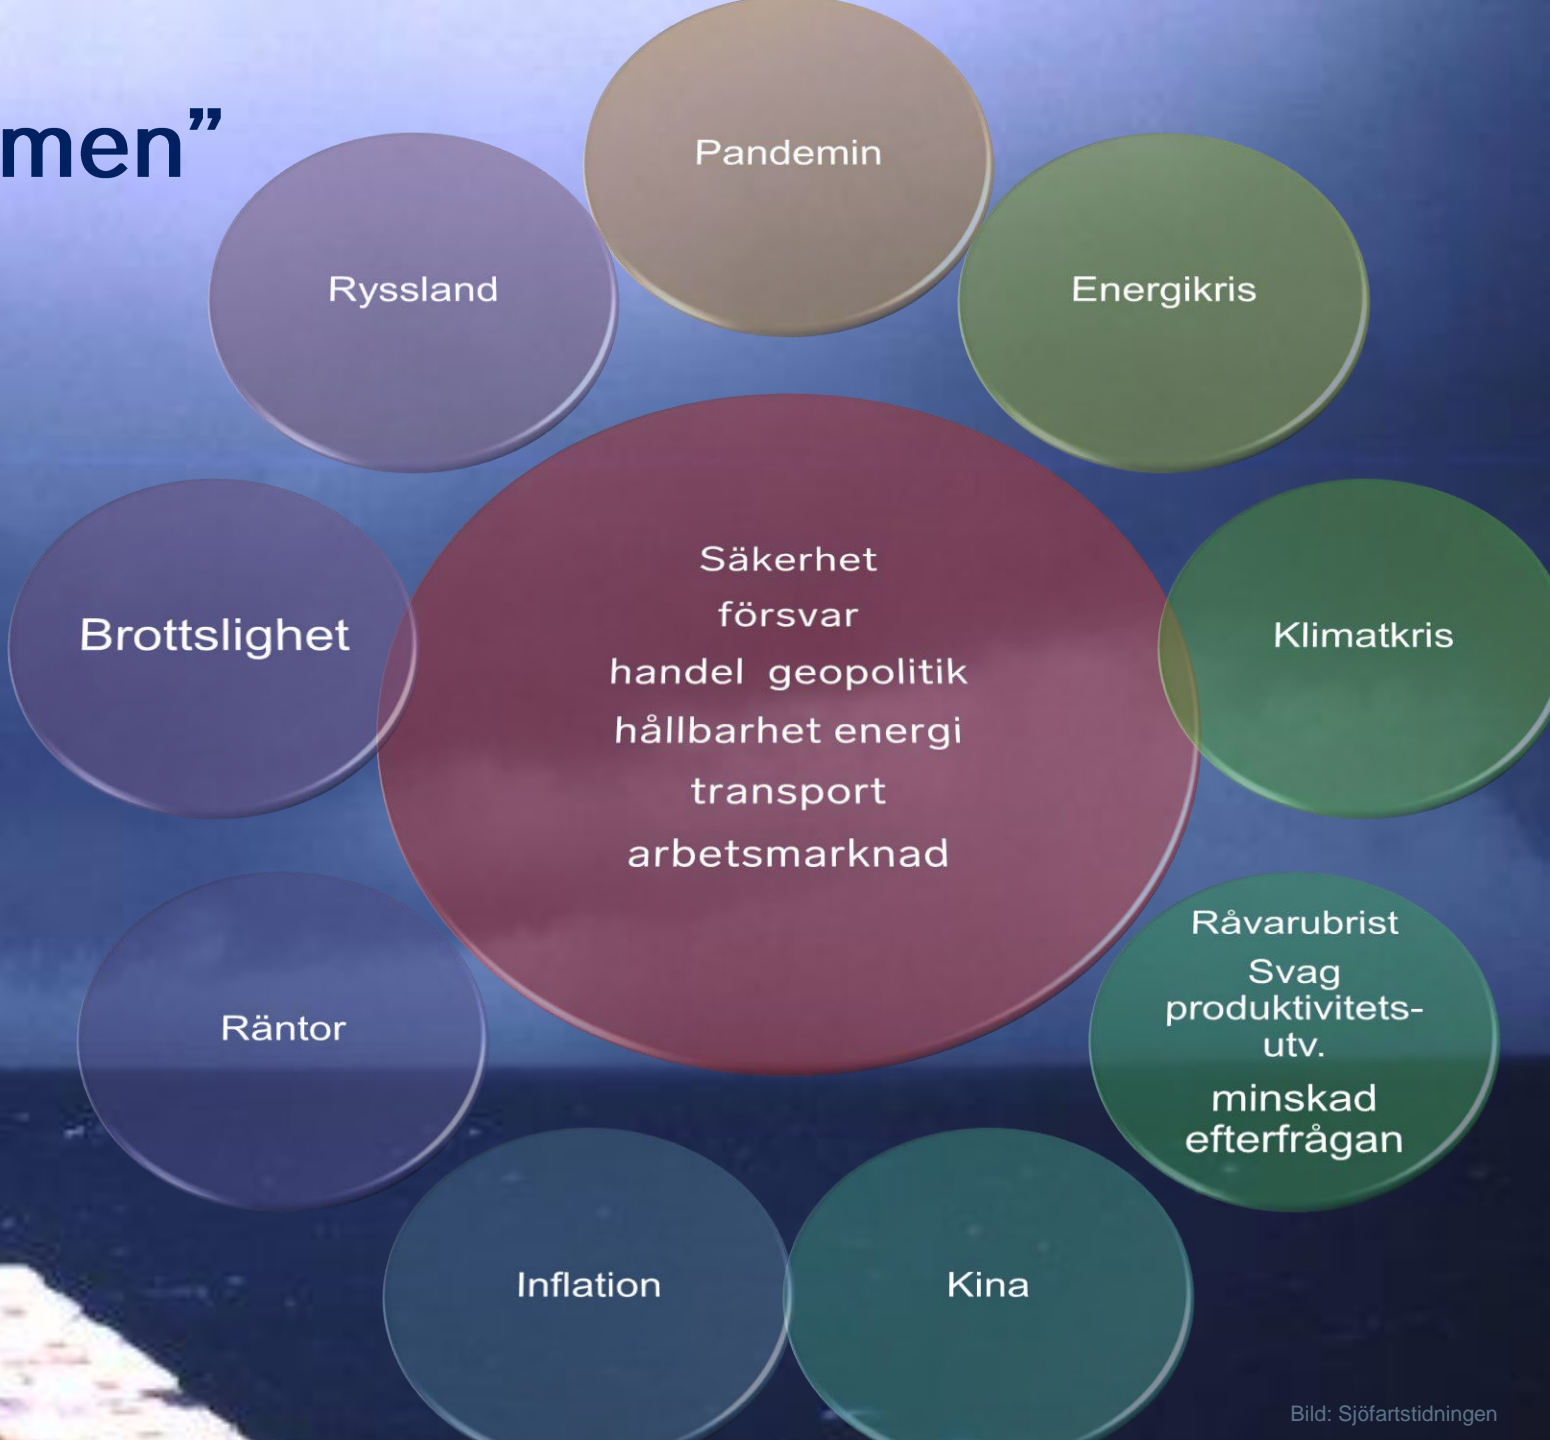 men”
Pandemin
Ryssland
Energikris
Brottslighet
Säkerhet
försvar
handel geopolitik
hållbarhet energi
transport
arbetsmarknad
Klimatkris
Råvarubrist
Svag
produktivitets-
utv.
minskad
efterfrågan
Räntor
Inflation
Kina
Bild: Sjöfartstidningen